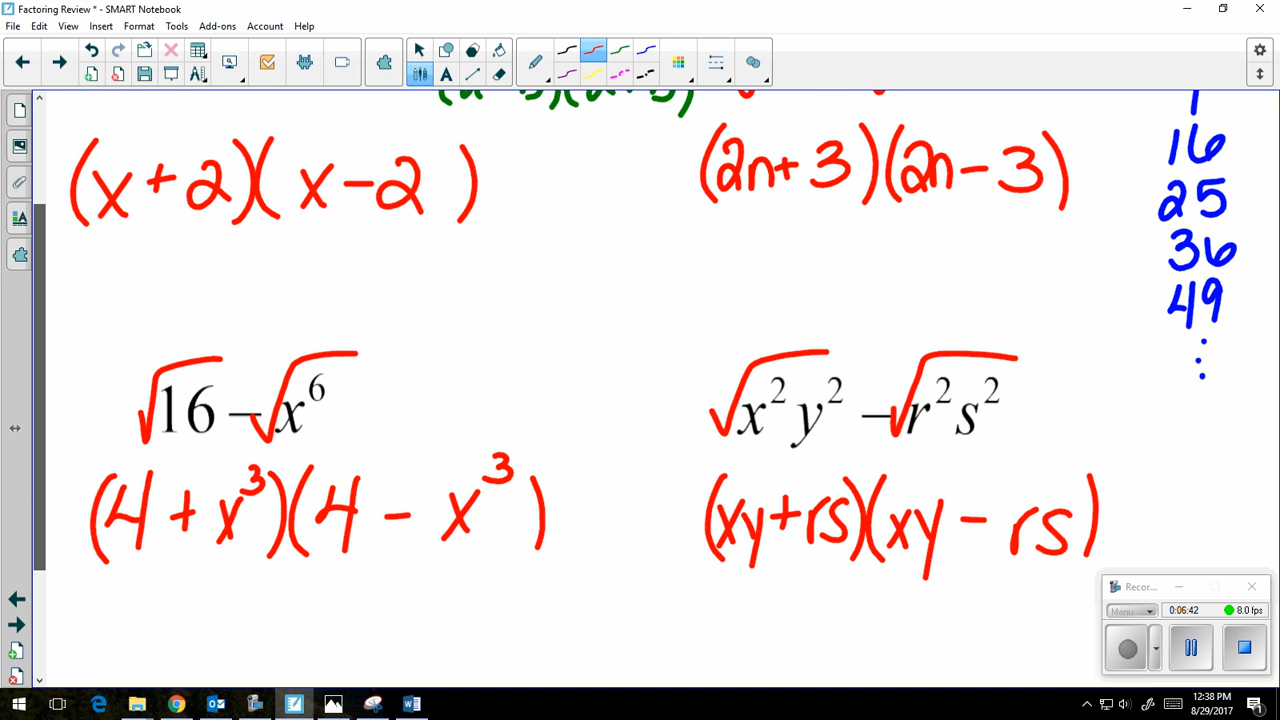 Factoring Review * - SMART Notebook
File Edit View Insert Format Tools Add-ons Account Help
(x+2)(x-2)
(2n+3)(2n-3)
16
25
36
49
⋮
√16 - √x⁶
(4+x³)(4-x³)
√x²y² - √r²s²
(xy+rs)(xy-rs)
Recor...
Menu 0:06:42 8.0 fps
12:38 PM
8/29/2017